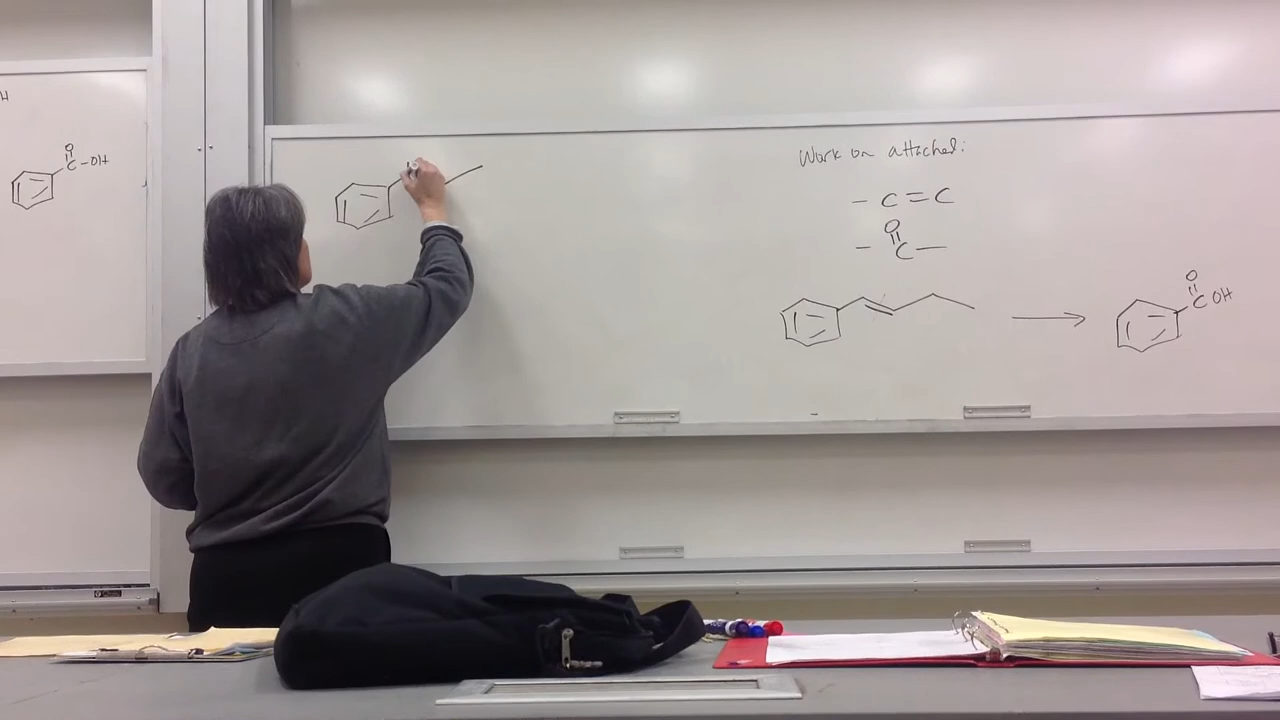 H
O
C-OH
Work on attached:
- C = C
O
- C -
O
C OH